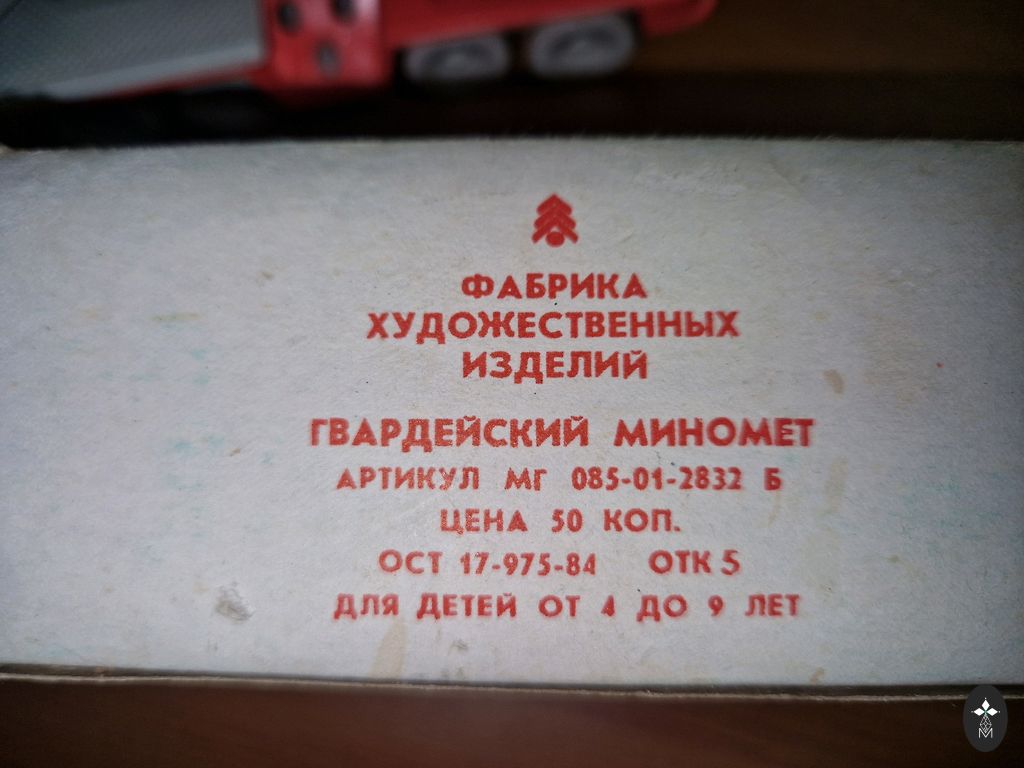 ФАБРИКА
ХУДОЖЕСТВЕННЫХ
ИЗДЕЛИЙ
ГВАРДЕЙСКИЙ МИНОМЕТ
АРТИКУЛ МГ 085-01-2832 Б
ЦЕНА 50 КОП.
ОСТ 17-975-84 ОТК 5
ДЛЯ ДЕТЕЙ ОТ 4 ДО 9 ЛЕТ
M